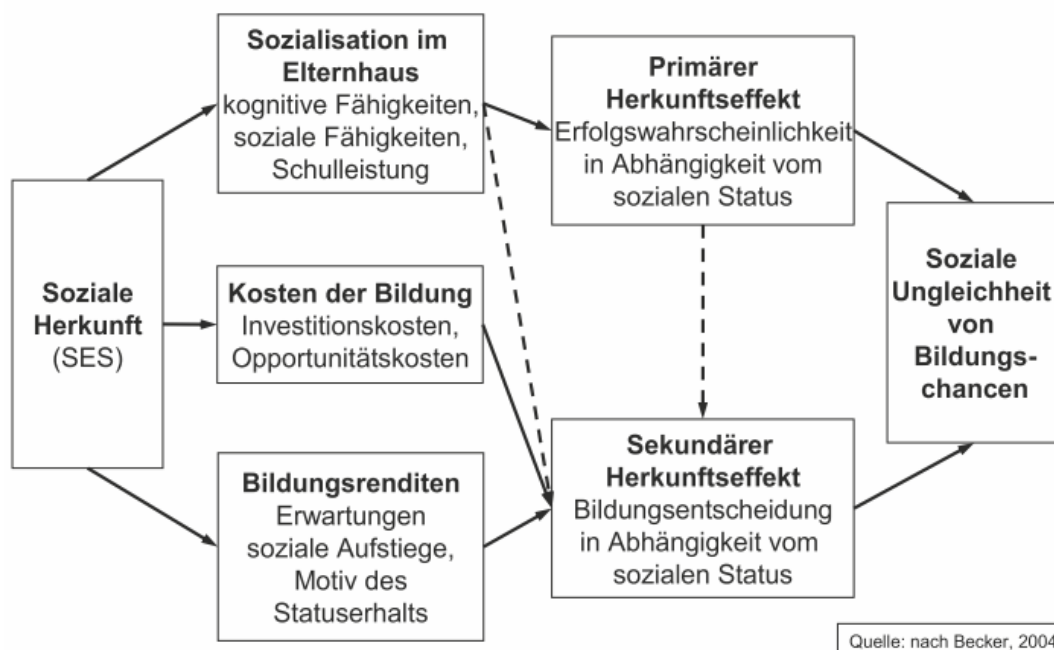 Soziale
Herkunft
(SES)
Sozialisation im
Elternhaus
kognitive Fähigkeiten,
soziale Fähigkeiten,
Schulleistung
Kosten der Bildung
Investitionskosten,
Opportunitätskosten
Bildungsrenditen
Erwartungen
soziale Aufstiege,
Motiv des
Statuserhalts
Primärer
Herkunftseffekt
Erfolgswahrscheinlichkeit
in Abhängigkeit vom
sozialen Status
Sekundärer
Herkunftseffekt
Bildungsentscheidung
in Abhängigkeit vom
sozialen Status
Soziale
Ungleichheit
von
Bildungs-
chancen
Quelle: nach Becker, 2004